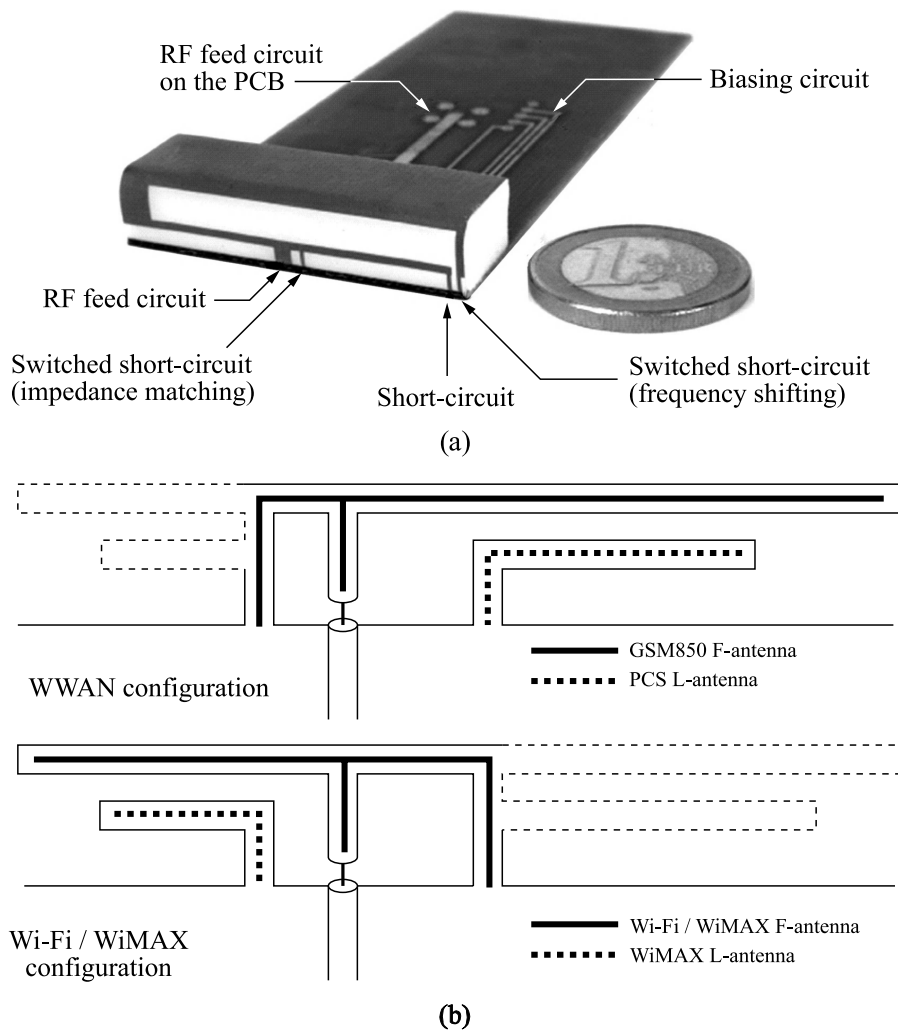 RF feed circuit
on the PCB
Biasing circuit
RF feed circuit
Switched short-circuit
(impedance matching)
Short-circuit
Switched short-circuit
(frequency shifting)
(a)
GSM850 F-antenna
PCS L-antenna
WWAN configuration
Wi-Fi / WiMAX F-antenna
WiMAX L-antenna
Wi-Fi / WiMAX
configuration
(b)